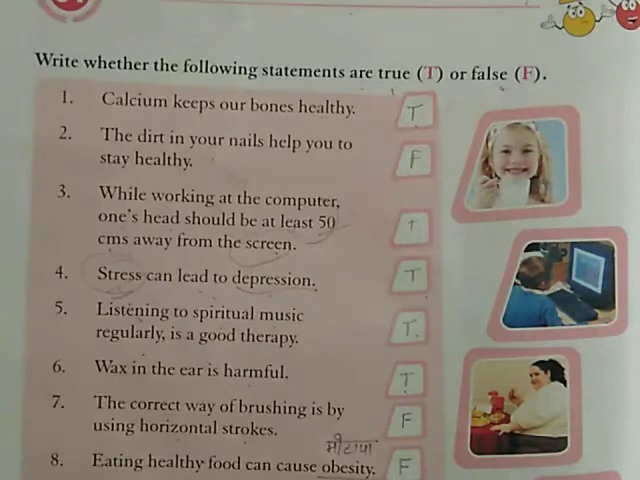 Write whether the following statements are true (T) or false (F).
1. Calcium keeps our bones healthy. T
2. The dirt in your nails help you to
stay healthy. F
3. While working at the computer,
one's head should be at least 50
cms away from the screen. T
4. Stress can lead to depression. T
5. Listening to spiritual music
regularly, is a good therapy. T.
6. Wax in the ear is harmful. T
7. The correct way of brushing is by
using horizontal strokes. F
मोटापा
8. Eating healthy food can cause obesity. F